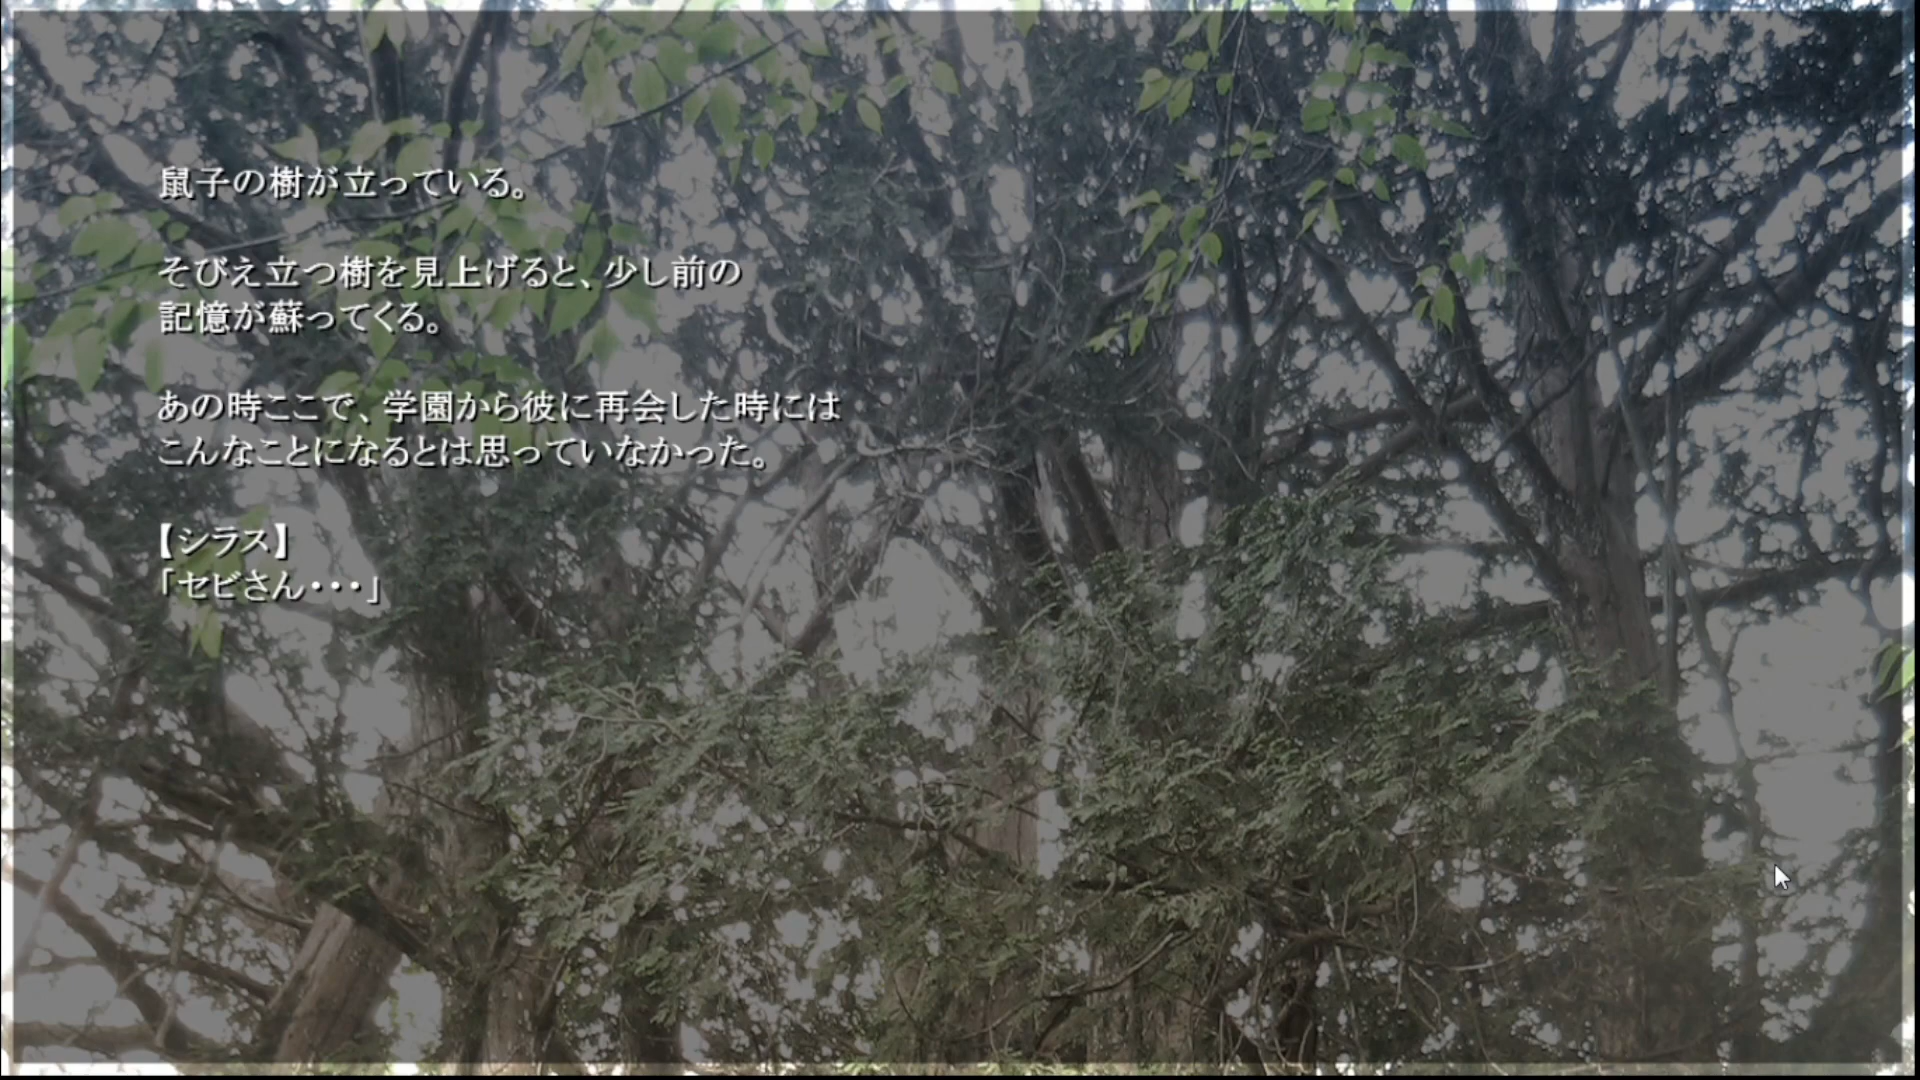 鼠子の樹が立っている。
そびえ立つ樹を見上げると、少し前の
記憶が蘇ってくる。
あの時ここで、学園から彼に再会した時には
こんなことになるとは思っていなかった。
【シラス】
「セビさん・・・」